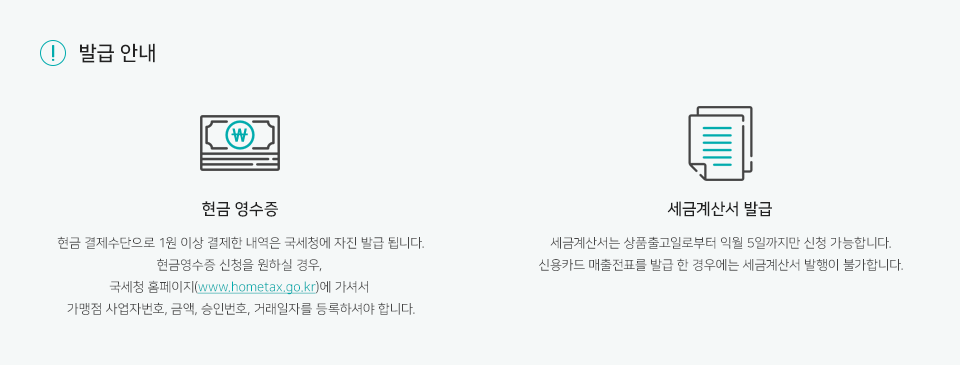 발급 안내
현금 영수증
현금 결제수단으로 1원 이상 결제한 내역은 국세청에 자진 발급 됩니다.
현금영수증 신청을 원하실 경우,
국세청 홈페이지(www.hometax.go.kr)에 가셔서
가맹점 사업자번호, 금액, 승인번호, 거래일자를 등록하셔야 합니다.
세금계산서 발급
세금계산서는 상품출고일로부터 익월 5일까지만 신청 가능합니다.
신용카드 매출전표를 발급 한 경우에는 세금계산서 발행이 불가합니다.